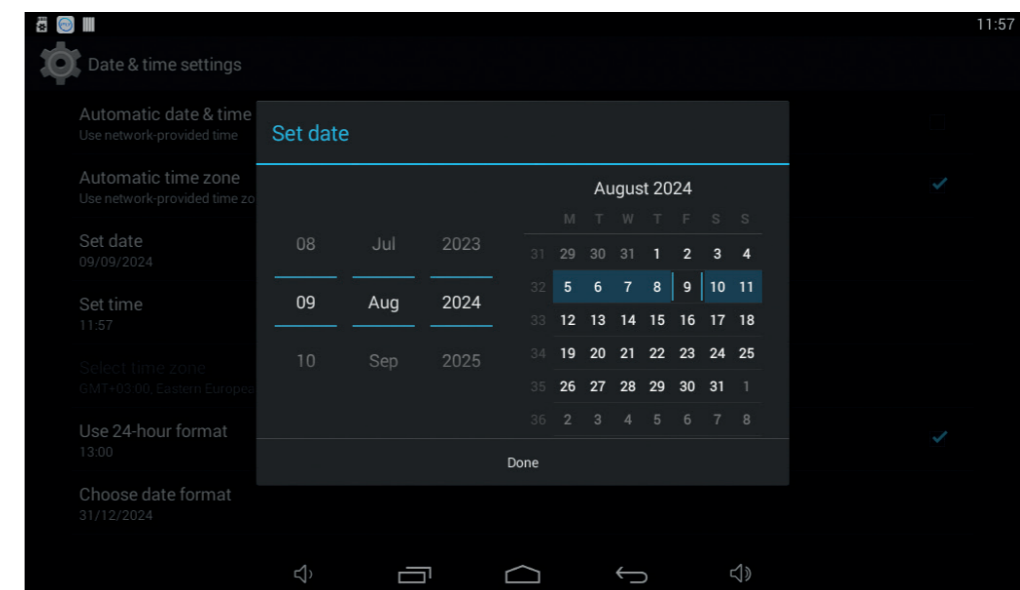 11:57
Date & time settings
Automatic date & time
Use network-provided time
Automatic time zone
Use network-provided time zo
Set date
09/09/2024
Set time
11:57
Select time zone
GMT+03:00, Eastern Europea
Use 24-hour format
13:00
Choose date format
31/12/2024
Set date
08 Jul 2023
09 Aug 2024
10 Sep 2025
August 2024
M T W T F S S
31 29 30 31 1 2 3 4
32 5 6 7 8 9 10 11
33 12 13 14 15 16 17 18
34 19 20 21 22 23 24 25
35 26 27 28 29 30 31 1
36 2 3 4 5 6 7 8
Done